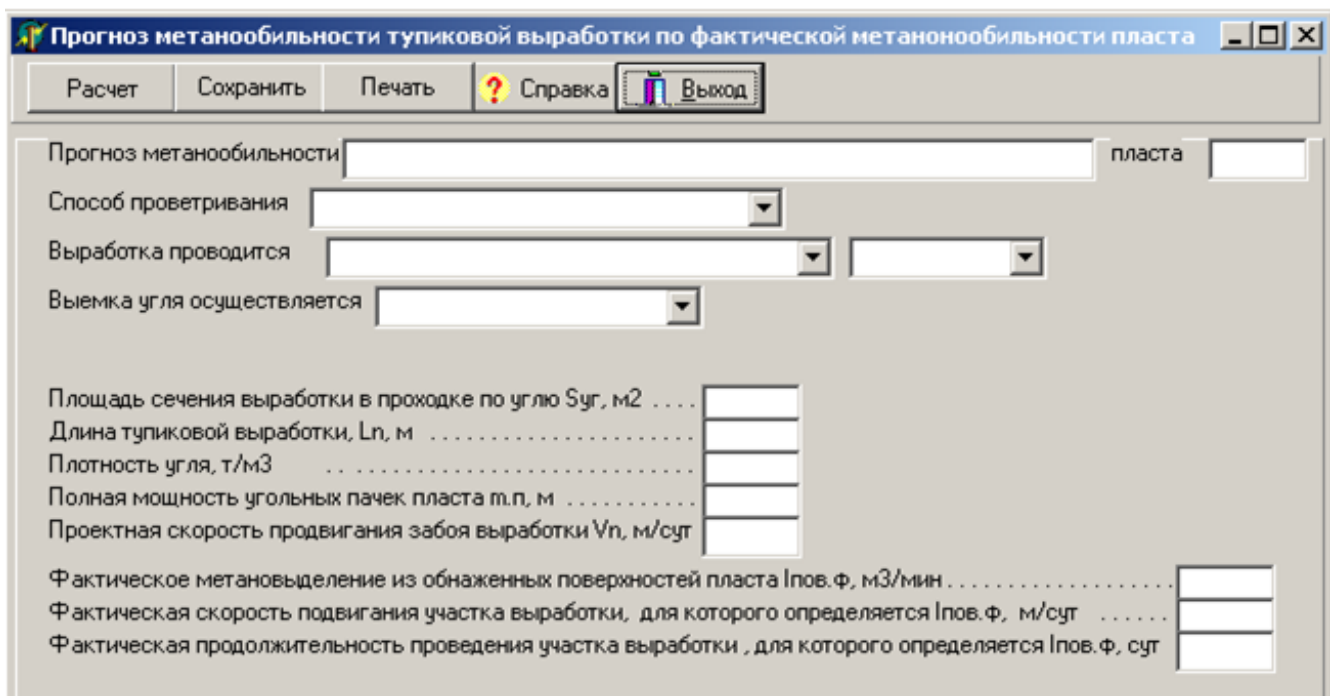 Прогноз метанообильности тупиковой выработки по фактической метанонообильности пласта
Расчет Сохранить Печать ? Справка Выход
Прогноз метанообильности пласта
Способ проветривания
Выработка проводится
Выемка угля осуществляется
Площадь сечения выработки в проходке по углю Sуг, м2 ....
Длина тупиковой выработки, Ln, м ......................
Плотность угля, т/м3 ...............................
Полная мощность угольных пачек пласта m.п, м ...........
Проектная скорость продвигания забоя выработки Vn, м/сут
Фактическое метановыделение из обнаженных поверхностей пласта Iпов.ф, м3/мин ...................
Фактическая скорость подвигания участка выработки, для которого определяется Iпов.ф, м/сут ......
Фактическая продолжительность проведения участка выработки , для которого определяется Iпов.ф, сут